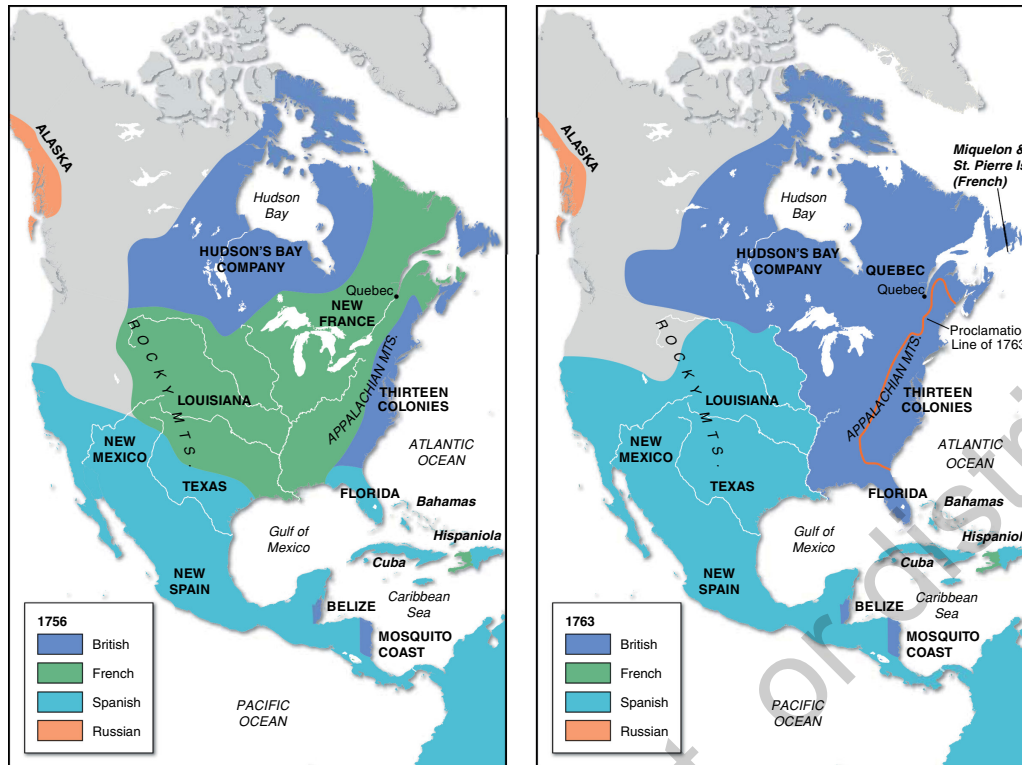 ALASKA
Hudson
Bay
HUDSON'S BAY
COMPANY
Quebec
NEW
FRANCE
ROCKY MTS.
APPALACHIAN MTS.
LOUISIANA
THIRTEEN
COLONIES
NEW
MEXICO
ATLANTIC
OCEAN
TEXAS
FLORIDA
Bahamas
Gulf of
Mexico
Hispaniola
Cuba
NEW
SPAIN
Caribbean
Sea
BELIZE
MOSQUITO
COAST
PACIFIC
OCEAN
1756
British
French
Spanish
Russian
ALASKA
Miquelon &
St. Pierre Is
(French)
Hudson
Bay
HUDSON'S BAY
COMPANY
QUEBEC
Quebec
Proclamation
Line of 1763
ROCKY MTS.
APPALACHIAN MTS.
LOUISIANA
THIRTEEN
COLONIES
NEW
MEXICO
ATLANTIC
OCEAN
TEXAS
FLORIDA
Bahamas
Gulf of
Mexico
Hispaniola
Cuba
NEW
SPAIN
Caribbean
Sea
BELIZE
MOSQUITO
COAST
PACIFIC
OCEAN
1763
British
French
Spanish
Russian
or distri